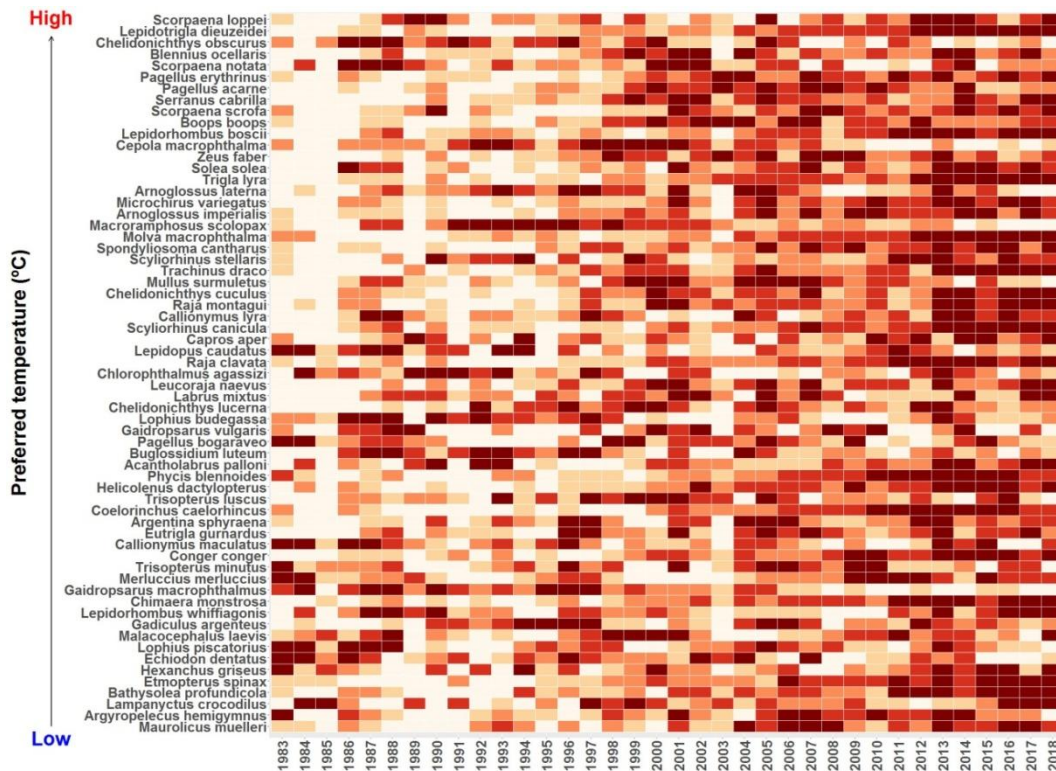 High
Preferred temperature (ºC)
Low
Scorpaena loppei
Lepidotrigla dieuzeidei
Chelidonichthys obscurus
Blennius ocellaris
Scorpaena notata
Pagellus erythrinus
Pagellus acarne
Serranus cabrilla
Scorpaena scrofa
Boops boops
Lepidorhombus boscii
Cepola macrophthalma
Zeus faber
Solea solea
Trigla lyra
Arnoglossus laterna
Microchirus variegatus
Arnoglossus imperialis
Macroramphosus scolopax
Molva macrophthalma
Spondyliosoma cantharus
Scyliorhinus stellaris
Trachinus draco
Mullus surmuletus
Chelidonichthys cuculus
Raja montagui
Callionymus lyra
Scyliorhinus canicula
Capros aper
Lepidopus caudatus
Raja clavata
Chlorophthalmus agassizi
Leucoraja naevus
Labrus mixtus
Chelidonichthys lucerna
Lophius budegassa
Gaidropsarus vulgaris
Pagellus bogaraveo
Buglossidium luteum
Acantholabrus palloni
Phycis blennoides
Helicolenus dactylopterus
Trisopterus luscus
Coelorinchus caelorhincus
Argentina sphyraena
Eutrigla gurnardus
Callionymus maculatus
Conger conger
Trisopterus minutus
Merluccius merluccius
Gaidropsarus macrophthalmus
Chimaera monstrosa
Lepidorhombus whiffiagonis
Gadiculus argenteus
Malacocephalus laevis
Lophius piscatorius
Echiodon dentatus
Hexanchus griseus
Etmopterus spinax
Bathysolea profundicola
Lampanyctus crocodilus
Argyropelecus hemigymnus
Maurolicus muelleri
1983 1984 1985 1986 1987 1988 1989 1990 1991 1992 1993 1994 1995 1996 1997 1998 1999 2000 2001 2002 2003 2004 2005 2006 2007 2008 2009 2010 2011 2012 2013 2014 2015 2016 2017 2018